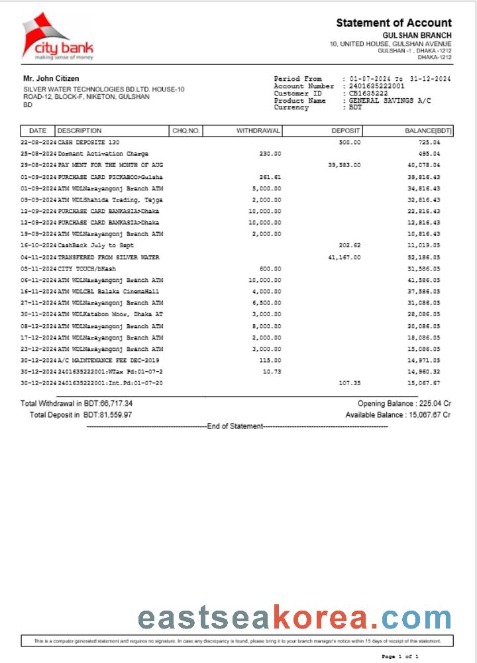 city bank
making sense of money
Statement of Account
GULSHAN BRANCH
10, UNITED HOUSE, GULSHAN AVENUE
GULSHAN -1 , DHAKA -1212
DHAKA-1212
Mr. John Citizen
SILVER WATER TECHNOLOGIES BD.LTD. HOUSE-10
ROAD-12, BLOCK-F, NIKETON, GULSHAN
BD
Period From : 01-07-2024 To 31-12-2024
Account Number : 2401635222001
Customer ID : CB1635222
Product Name : GENERAL SAVINGS A/C
Currency : BDT
DATE DESCRIPTION CHQ.NO. WITHDRAWAL DEPOSIT BALANCE[BDT]
22-08-2024 CASH DEPOSITE 130 500.00 725.04
25-08-2024 Dormant Activation Charge 230.00 495.04
29-08-2024 PAY MENT FOR THE MONTH OF AUG 39,583.00 40,078.04
01-09-2024 PURCHASE CARD PICKABOO>Gulsha 261.61 39,816.43
01-09-2024 ATM WDLNarayangonj Branch ATM 5,000.00 34,816.43
09-09-2024 ATM WDLShahida Trading, Tejga 2,000.00 32,816.43
12-09-2024 PURCHASE CARD BANKASIA>Dhaka 10,000.00 22,816.43
12-09-2024 PURCHASE CARD BANKASIA>Dhaka 10,000.00 12,816.43
19-09-2024 ATM WDLNarayangonj Branch ATM 2,000.00 10,816.43
16-10-2024 CashBack July to Sept 202.62 11,019.05
04-11-2024 TRANSFERED FROM SILVER WATER 41,167.00 52,186.05
05-11-2024 CITY TOUCH/bKash 600.00 51,586.05
06-11-2024 ATM WDLNarayangonj Branch ATM 10,000.00 41,586.05
16-11-2024 ATM WDLCBL Balaka CinemaHall 4,000.00 37,586.05
27-11-2024 ATM WDLNarayangonj Branch ATM 6,500.00 31,086.05
30-11-2024 ATM WDLKatabon Mooz, Dhaka AT 3,000.00 28,086.05
08-12-2024 ATM WDLNarayangonj Branch ATM 8,000.00 20,086.05
17-12-2024 ATM WDLNarayangonj Branch ATM 2,000.00 18,086.05
23-12-2024 ATM WDLNarayangonj Branch ATM 3,000.00 15,086.05
30-12-2024 A/C MAINTENANCE FEE DEC-2019 115.00 14,971.05
30-12-2024 2401635222001:WTax Pd:01-07-2 10.73 14,960.32
30-12-2024 2401635222001:Int.Pd:01-07-20 107.35 15,067.67
Total Withdrawal in BDT:66,717.34 Opening Balance : 225.04 Cr
Total Deposit in BDT:81,559.97 Available Balance : 15,067.67 Cr
End of Statement
eastseakorea.com
This is a computer generated statement and requires no signature. In case any discrepancy is found, please bring it to your branch manager's notice within 15 days of receipt of this statement.
Page 1 of 1